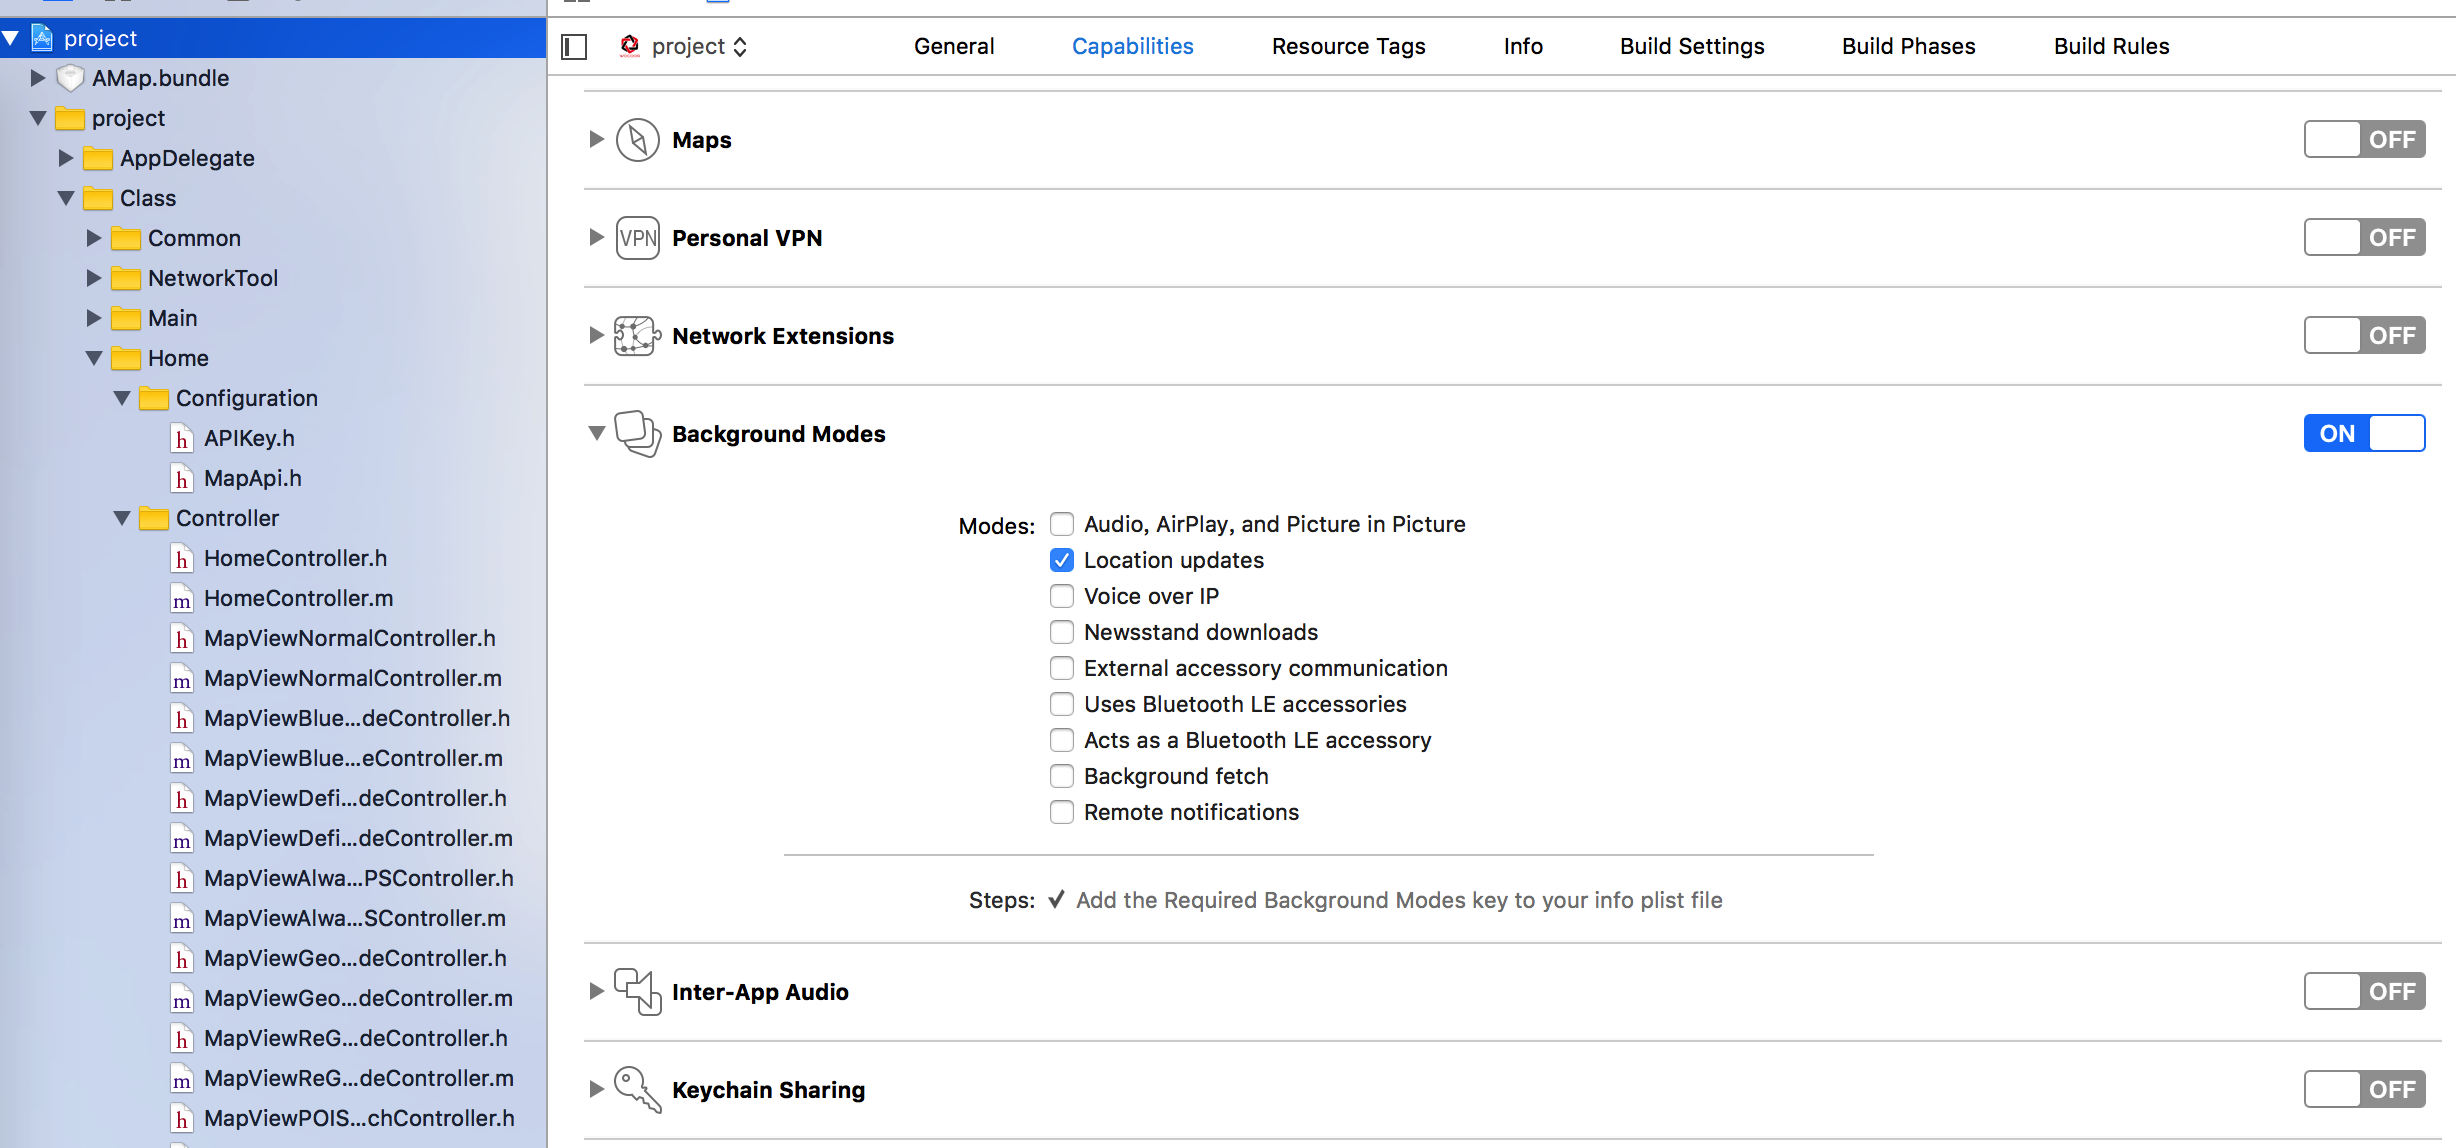 project
AMap.bundle
project
AppDelegate
Class
Common
NetworkTool
Main
Home
Configuration
h APIKey.h
h MapApi.h
Controller
h HomeController.h
m HomeController.m
h MapViewNormalController.h
m MapViewNormalController.m
h MapViewBlue...deController.h
m MapViewBlue...eController.m
h MapViewDefi...deController.h
m MapViewDefi...deController.m
h MapViewAlwa...PSController.h
m MapViewAlwa...SController.m
h MapViewGeo...deController.h
m MapViewGeo...deController.m
h MapViewReG...deController.h
m MapViewReG...deController.m
h MapViewPOIS...chController.h
project General Capabilities Resource Tags Info Build Settings Build Phases Build Rules
Maps OFF
VPN Personal VPN OFF
Network Extensions OFF
Background Modes ON
Modes: Audio, AirPlay, and Picture in Picture
Location updates
Voice over IP
Newsstand downloads
External accessory communication
Uses Bluetooth LE accessories
Acts as a Bluetooth LE accessory
Background fetch
Remote notifications
Steps: ✓ Add the Required Background Modes key to your info plist file
Inter-App Audio OFF
Keychain Sharing OFF